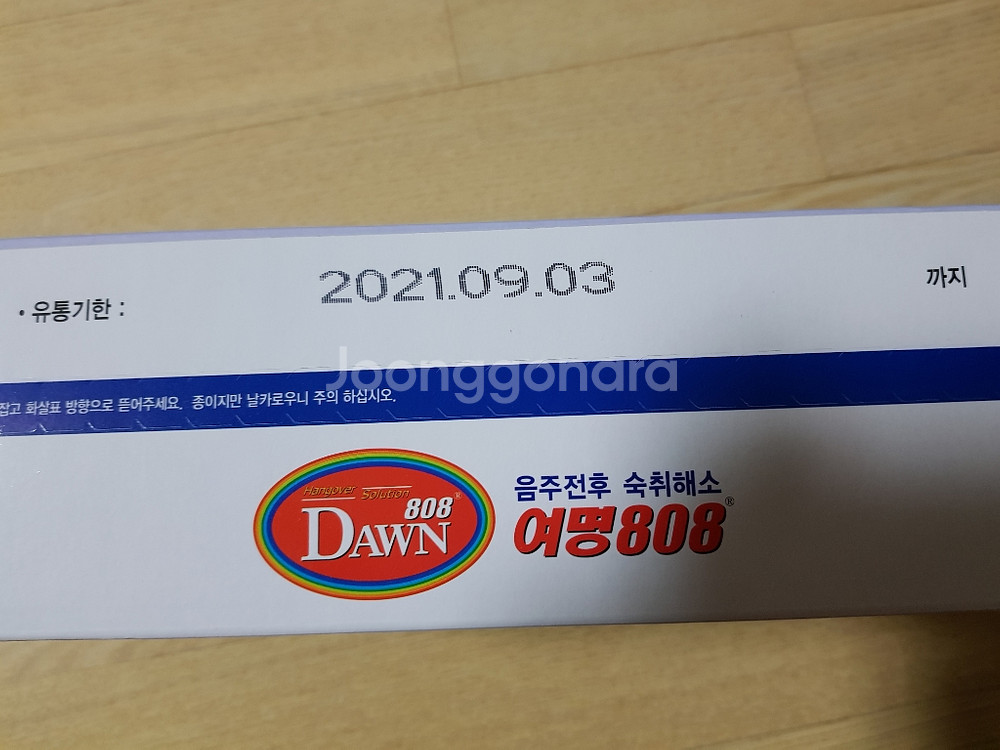 • 유통기한 : 2021.09.03 까지
Joonggonara
잡고 화살표 방향으로 뜯어주세요. 종이지만 날카로우니 주의 하십시오.
Handover Solution
808
DAWN
®
음주전후 숙취해소
여명808®